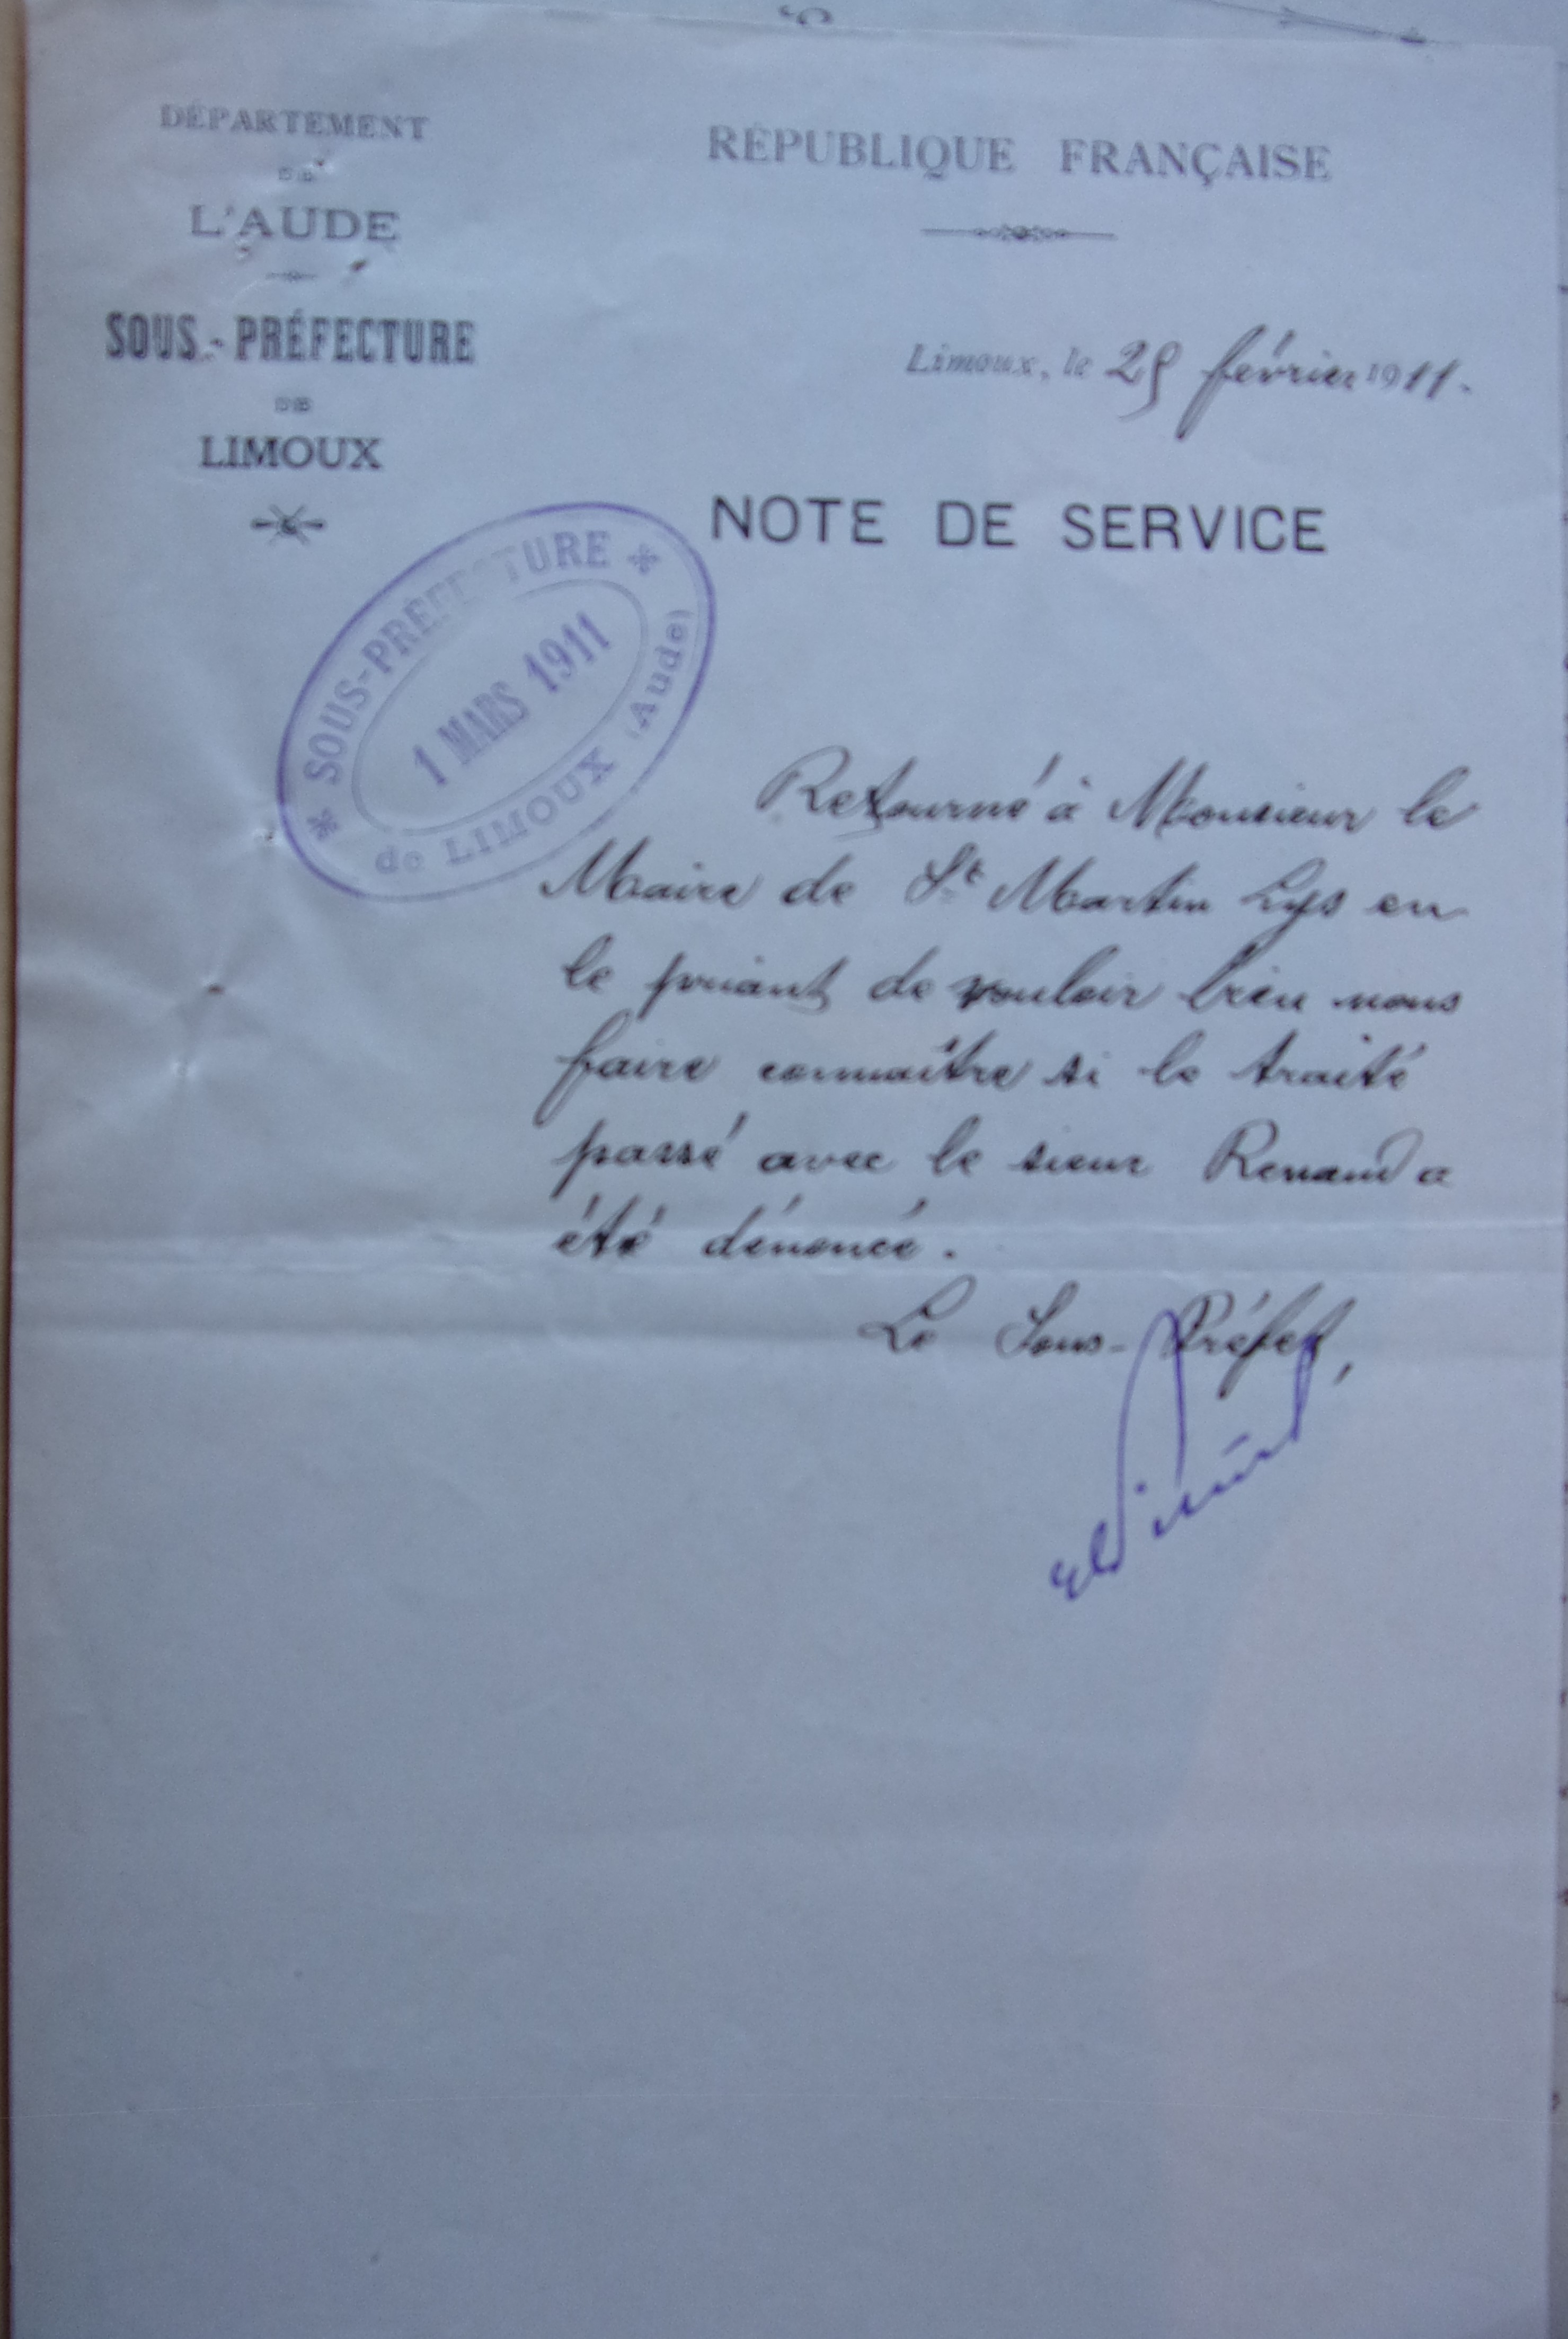 DÉPARTEMENT
DE
L'AUDE
SOUS-PRÉFECTURE
DE
LIMOUX
RÉPUBLIQUE FRANÇAISE
Limoux, le 25 février 1911.
NOTE DE SERVICE
SOUS-PRÉFECTURE
1 MARS 1911
de LIMOUX (Aude)
Retourné à Monsieur le
Maire de St Martin Lys en
le priant de vouloir bien nous
faire connaître si le traité
passé avec le sieur Renaud a
été dénoncé.
Le Sous-Préfet,